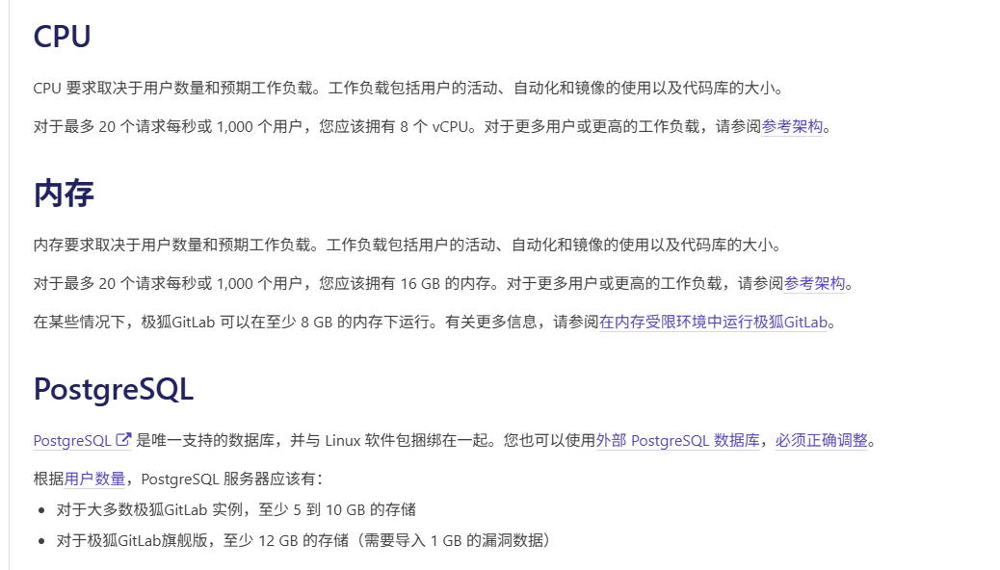 CPU
CPU 要求取决于用户数量和预期工作负载。工作负载包括用户的活动、自动化和镜像的使用以及代码库的大小。
对于最多 20 个请求每秒或 1,000 个用户，您应该拥有 8 个 vCPU。对于更多用户或更高的工作负载，请参阅参考架构。
内存
内存要求取决于用户数量和预期工作负载。工作负载包括用户的活动、自动化和镜像的使用以及代码库的大小。
对于最多 20 个请求每秒或 1,000 个用户，您应该拥有 16 GB 的内存。对于更多用户或更高的工作负载，请参阅参考架构。
在某些情况下，极狐GitLab 可以在至少 8 GB 的内存下运行。有关更多信息，请参阅在内存受限环境中运行极狐GitLab。
PostgreSQL
PostgreSQL 是唯一支持的数据库，并与 Linux 软件包捆绑在一起。您也可以使用外部 PostgreSQL 数据库，必须正确调整。
根据用户数量，PostgreSQL 服务器应该有：
• 对于大多数极狐GitLab 实例，至少 5 到 10 GB 的存储
• 对于极狐GitLab旗舰版，至少 12 GB 的存储（需要导入 1 GB 的漏洞数据）